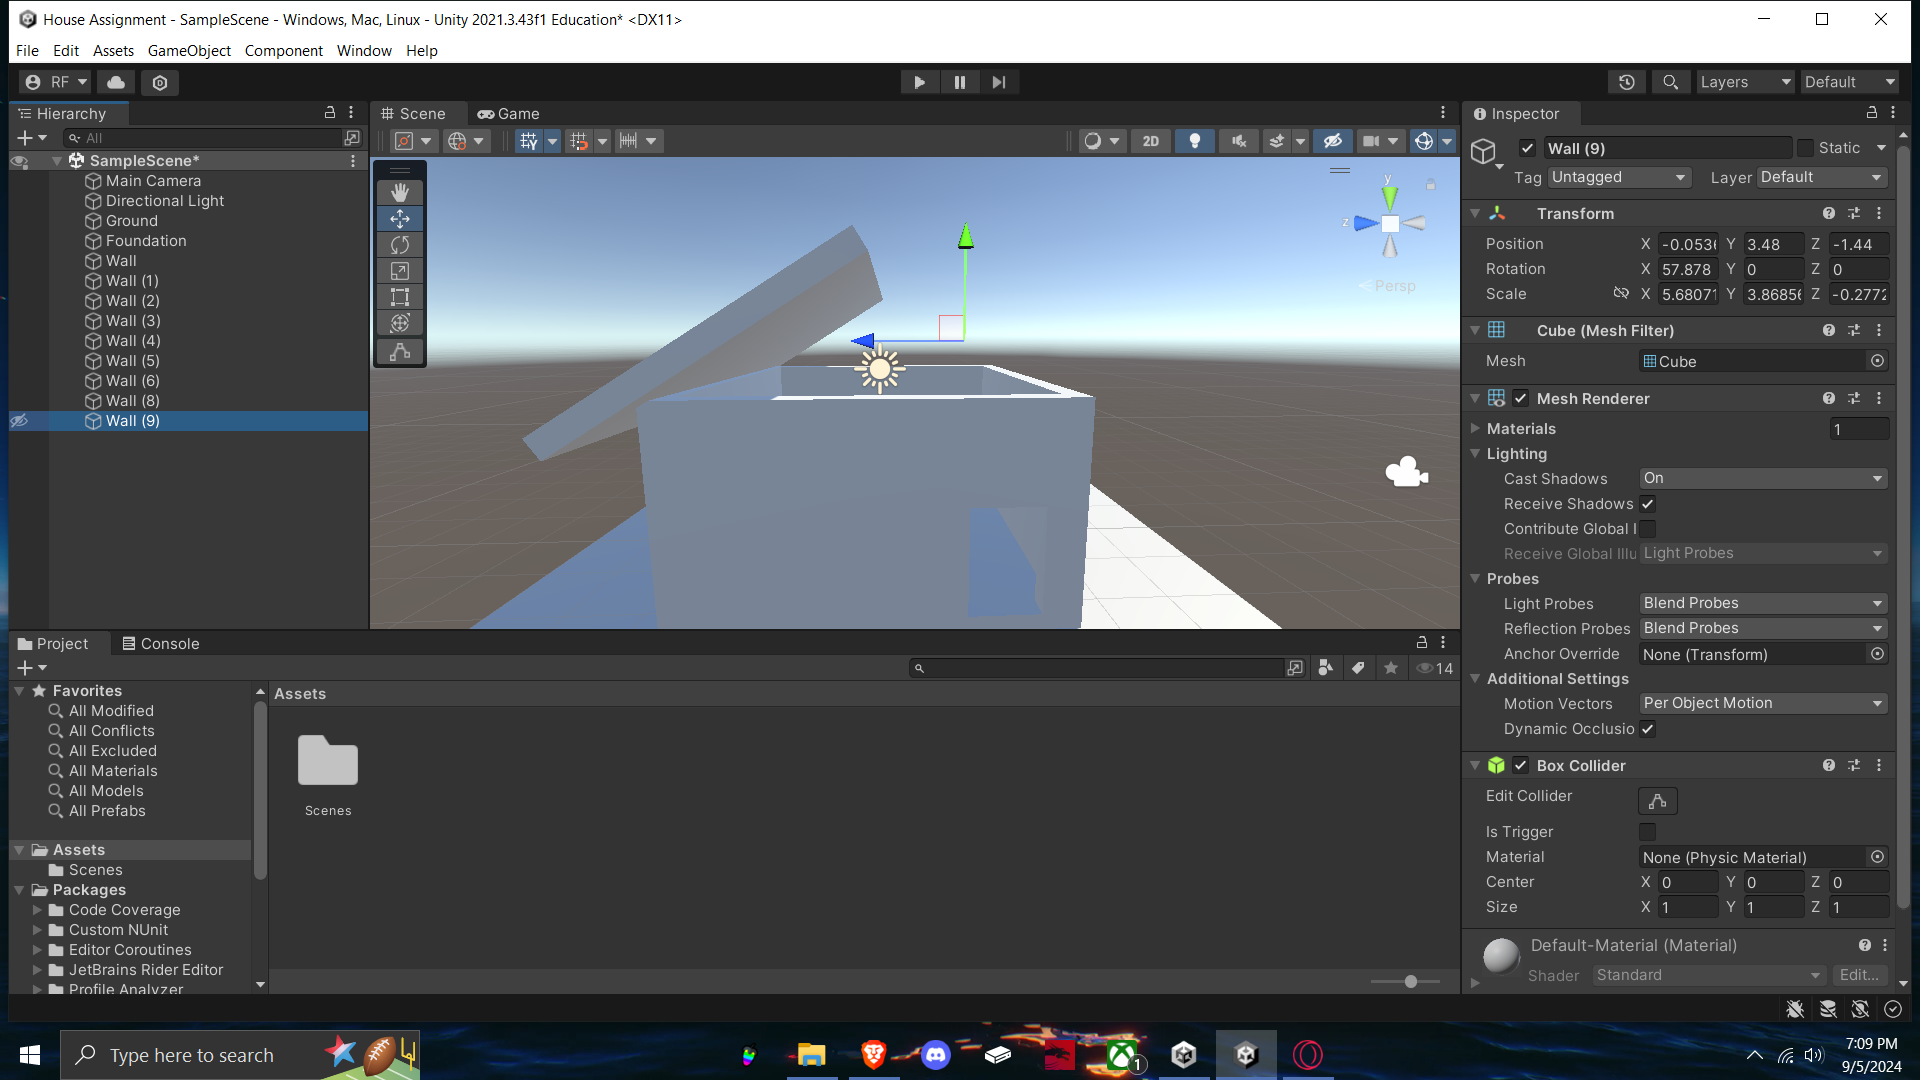 House Assignment - SampleScene - Windows, Mac, Linux - Unity 2021.3.43f1 Education* <DX11>
File Edit Assets GameObject Component Window Help
RF Layers Default
Hierarchy
All
SampleScene*
Main Camera
Directional Light
Ground
Foundation
Wall
Wall (1)
Wall (2)
Wall (3)
Wall (4)
Wall (5)
Wall (6)
Wall (8)
Wall (9)
Scene Game
2D
y
z
Persp
Inspector
Wall (9) Static
Tag Untagged Layer Default
Transform
Position X -0.0536 Y 3.48 Z -1.44
Rotation X 57.878 Y 0 Z 0
Scale X 5.68071 Y 3.86856 Z -0.2772
Cube (Mesh Filter)
Mesh Cube
Mesh Renderer
Materials 1
Lighting
Cast Shadows On
Receive Shadows
Contribute Global I
Receive Global Illu Light Probes
Probes
Light Probes Blend Probes
Reflection Probes Blend Probes
Anchor Override None (Transform)
Additional Settings
Motion Vectors Per Object Motion
Dynamic Occlusio
Box Collider
Edit Collider
Is Trigger
Material None (Physic Material)
Center X 0 Y 0 Z 0
Size X 1 Y 1 Z 1
Default-Material (Material)
Shader Standard Edit...
Project Console
14
Favorites
All Modified
All Conflicts
All Excluded
All Materials
All Models
All Prefabs
Assets
Scenes
Packages
Code Coverage
Custom NUnit
Editor Coroutines
JetBrains Rider Editor
Profile Analyzer
Assets
Scenes
Type here to search
1
7:09 PM
9/5/2024